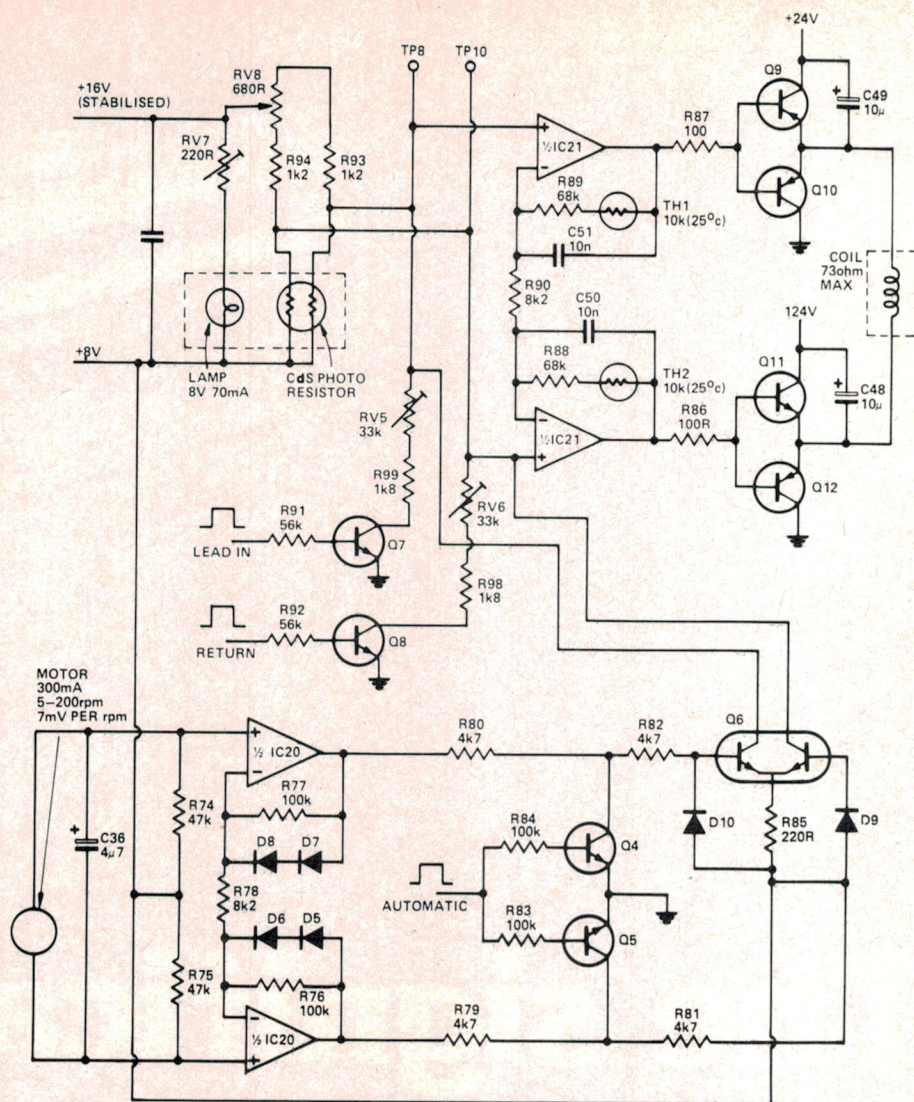 +16V
(STABILISED)
RV8
680R
TP8
TP10
+24V
Q9
C49
10µ
RV7
220R
R94
1k2
R93
1k2
+
½IC21
−
R87
100
+
Q10
R89
68k
TH1
10k(25°c)
C51
10n
R90
8k2
COIL
73ohm
MAX
+8V
LAMP
8V 70mA
CdS PHOTO
RESISTOR
C50
10n
124V
R88
68k
TH2
10k(25°c)
Q11
+
C48
10µ
RV5
33k
−
½IC21
+
R86
100R
R99
1k8
RV6
33k
Q12
R91
56k
LEAD IN
Q7
R98
1k8
R92
56k
RETURN
Q8
MOTOR
300mA
5–200rpm
7mV PER rpm
+
½ IC20
−
R80
4k7
R82
4k7
Q6
R77
100k
R74
47k
+
C36
4µ7
D8
D7
R84
100k
Q4
D10
R85
220R
D9
R78
8k2
AUTOMATIC
D6
D5
R83
100k
Q5
R75
47k
R76
100k
R79
4k7
R81
4k7
−
½ IC20
+